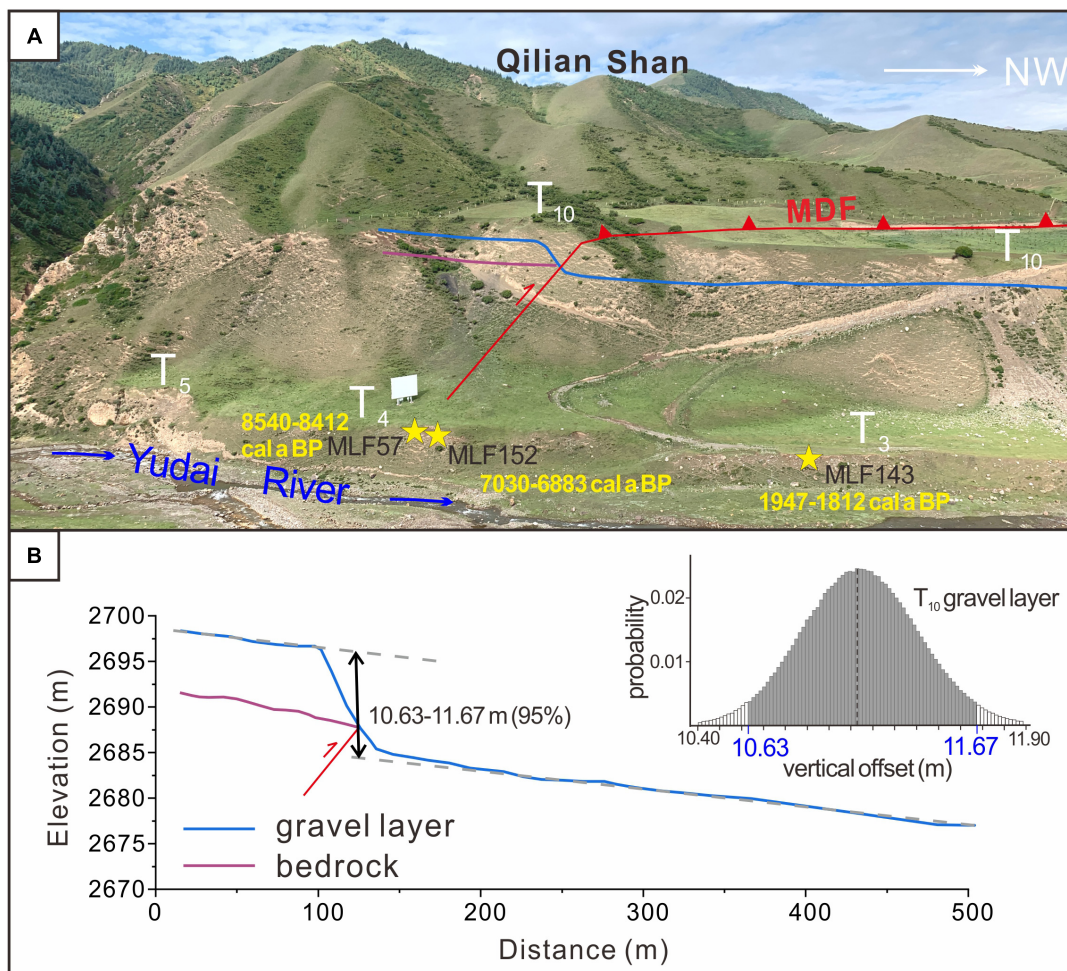 A
Qilian Shan
NW
T10
MDF
T10
T5
T4
8540-8412
cal a BP
MLF57
MLF152
T3
Yudai River
7030-6883 cal a BP
MLF143
1947-1812 cal a BP
B
2700
2695
2690
2685
2680
2675
2670
Elevation (m)
10.63-11.67 m (95%)
gravel layer
bedrock
0
100
200
300
400
500
Distance (m)
0.02
0.01
probability
T10 gravel layer
10.40
10.63
11.67
11.90
vertical offset (m)